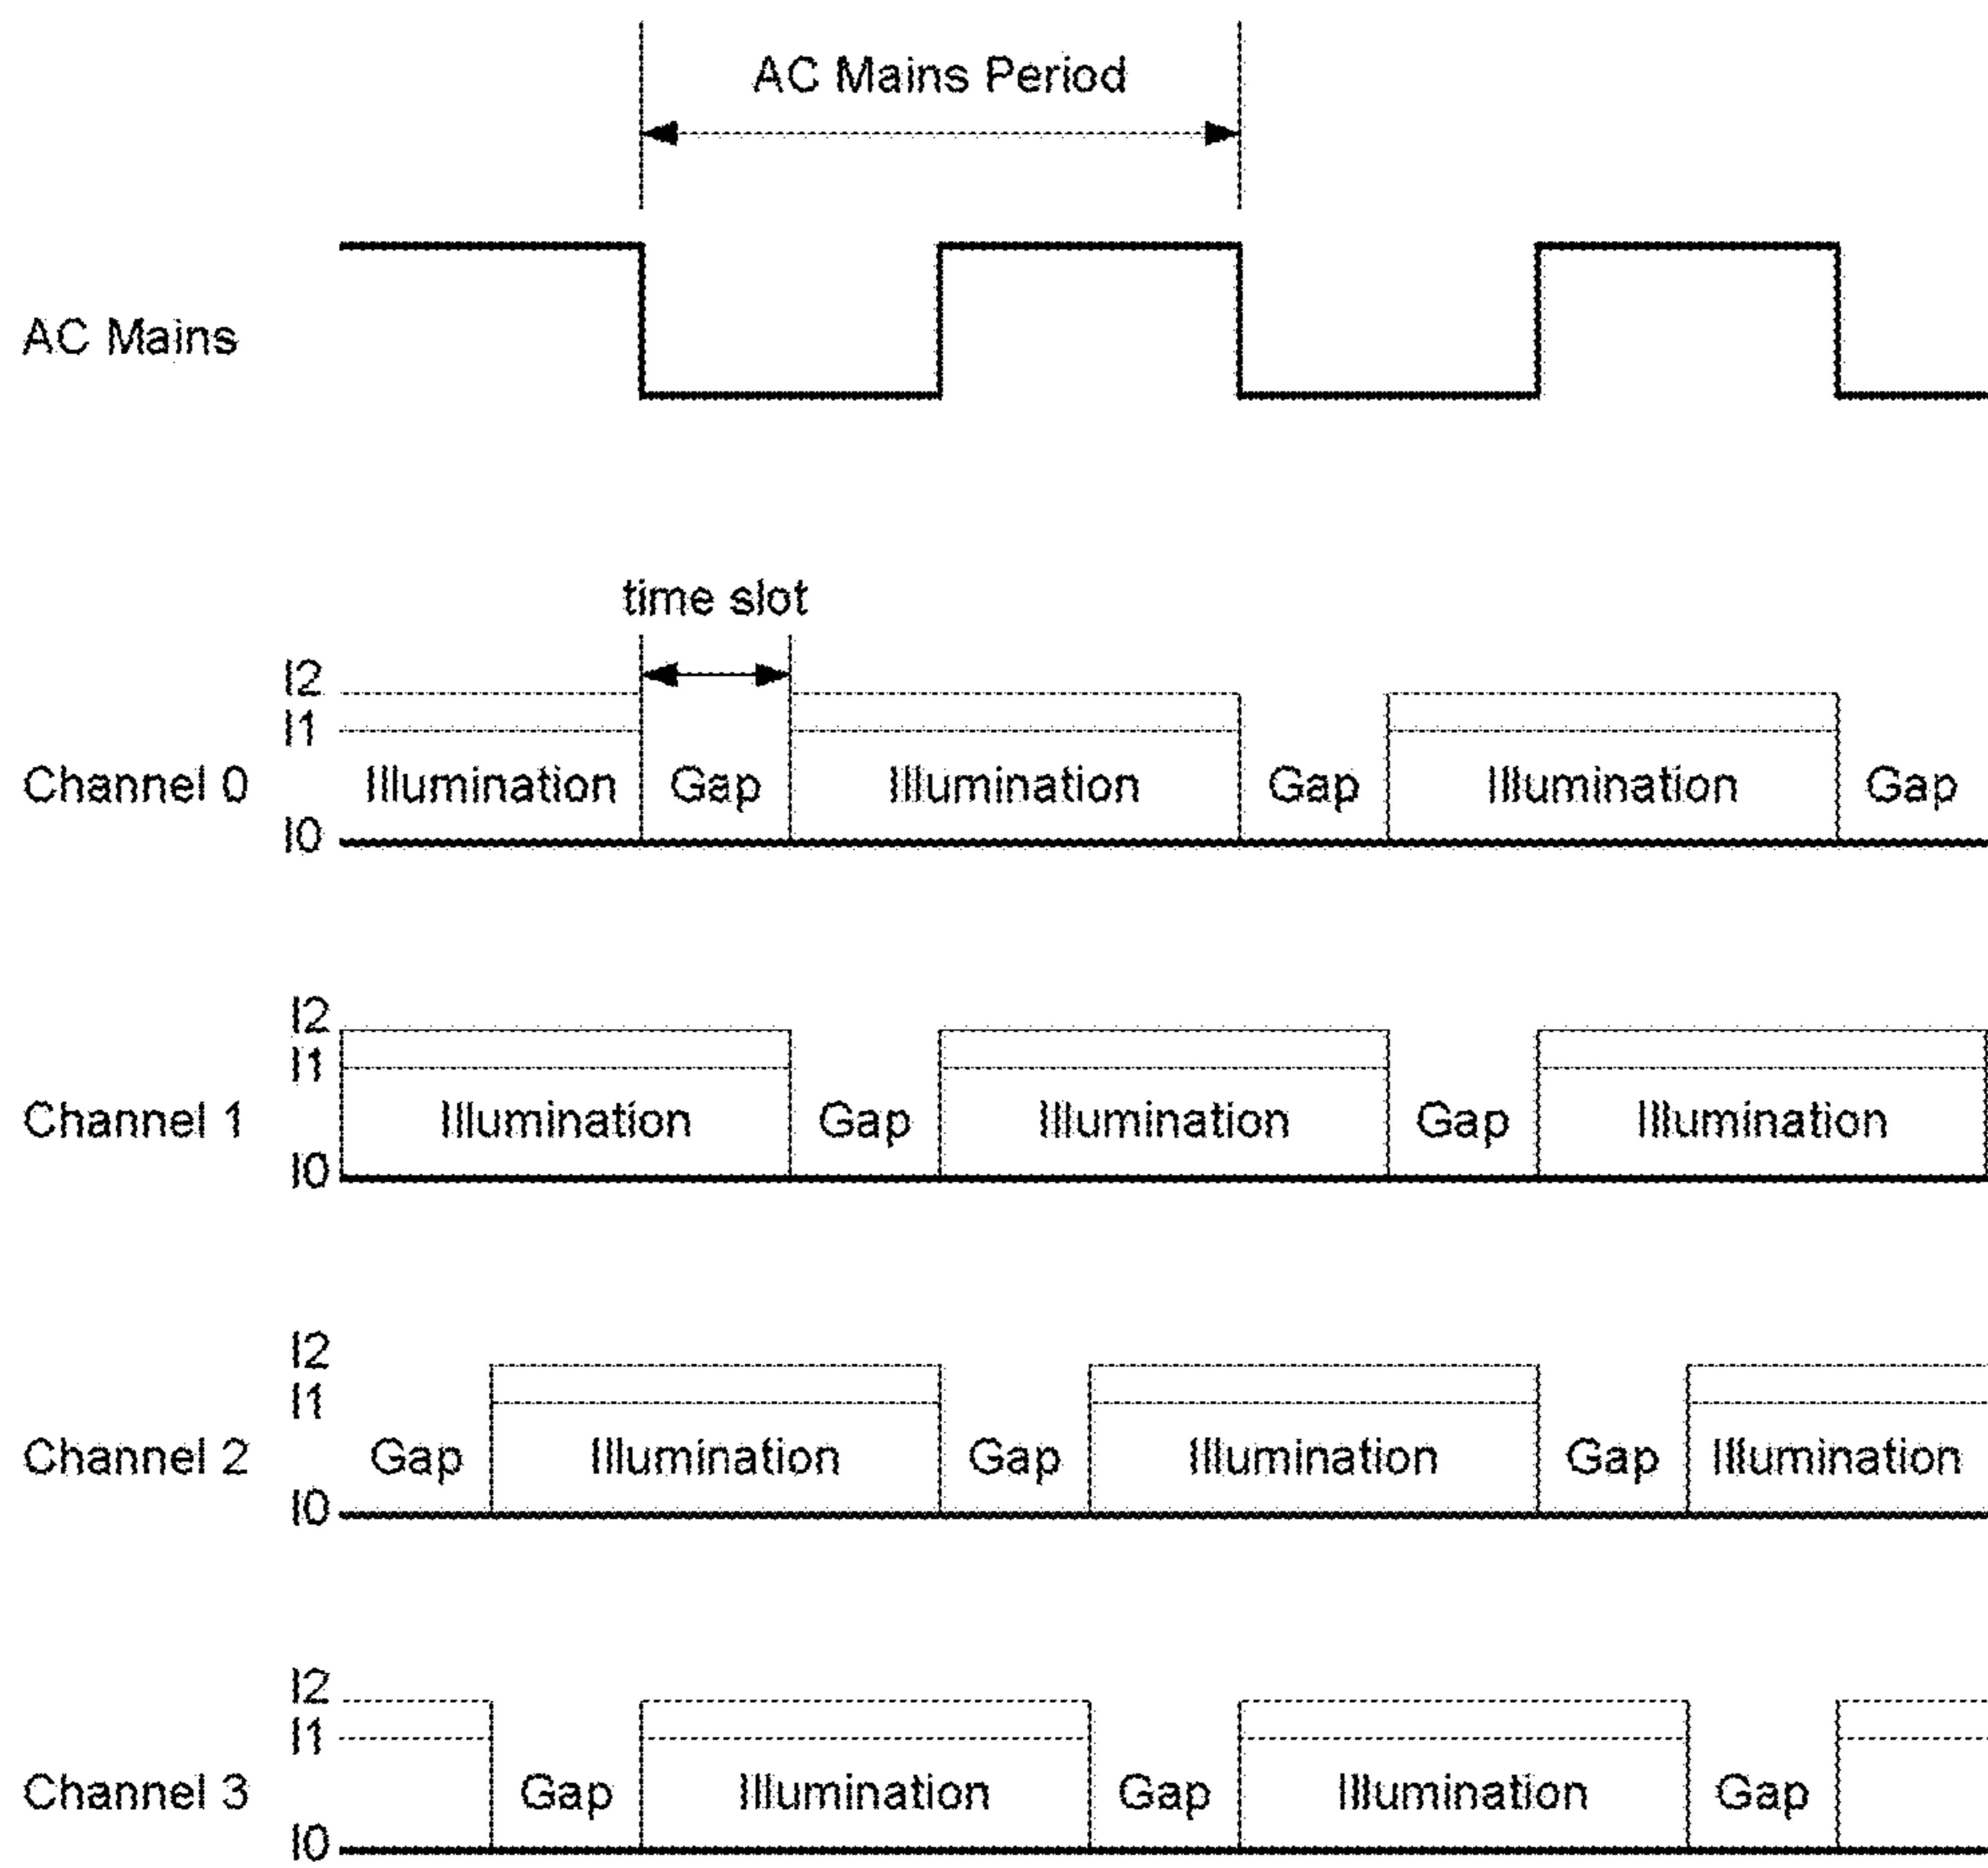 AC Mains Period
AC Mains
time slot
I2
I1
Channel 0 Illumination Gap Illumination Gap Illumination Gap
I0
I2
I1
Channel 1 Illumination Gap Illumination Gap Illumination
I0
I2
I1
Channel 2 Gap Illumination Gap Illumination Gap Illumination
I0
I2
I1
Channel 3 Gap Illumination Gap Illumination Gap
I0